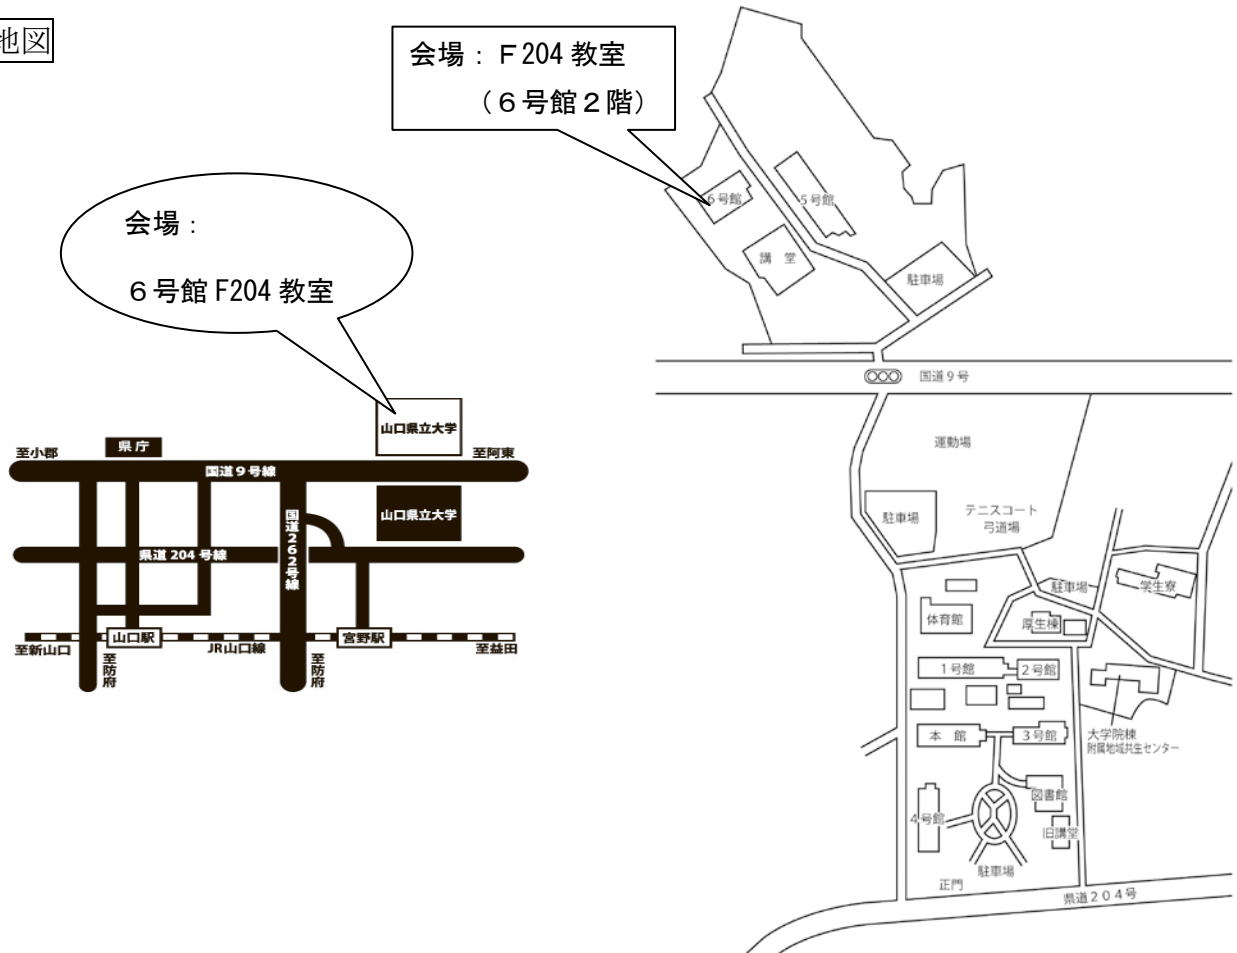 地図
会場：Ｆ204 教室
（６号館２階）
会場：
６号館 F204 教室
山口県立大学
県庁
至小郡
至阿東
国道９号線
山口県立大学
国道262号線
県道 204 号線
山口駅
宮野駅
至新山口
JR山口線
至益田
至防府
至防府
６号館
５号館
講　堂
駐車場
国道９号
運動場
駐車場
テニスコート
弓道場
駐車場
学生寮
体育館
厚生棟
１号館
２号館
本　館
３号館
大学院棟
附属地域共生センター
図書館
４号館
旧講堂
駐車場
正門
県道２０４号